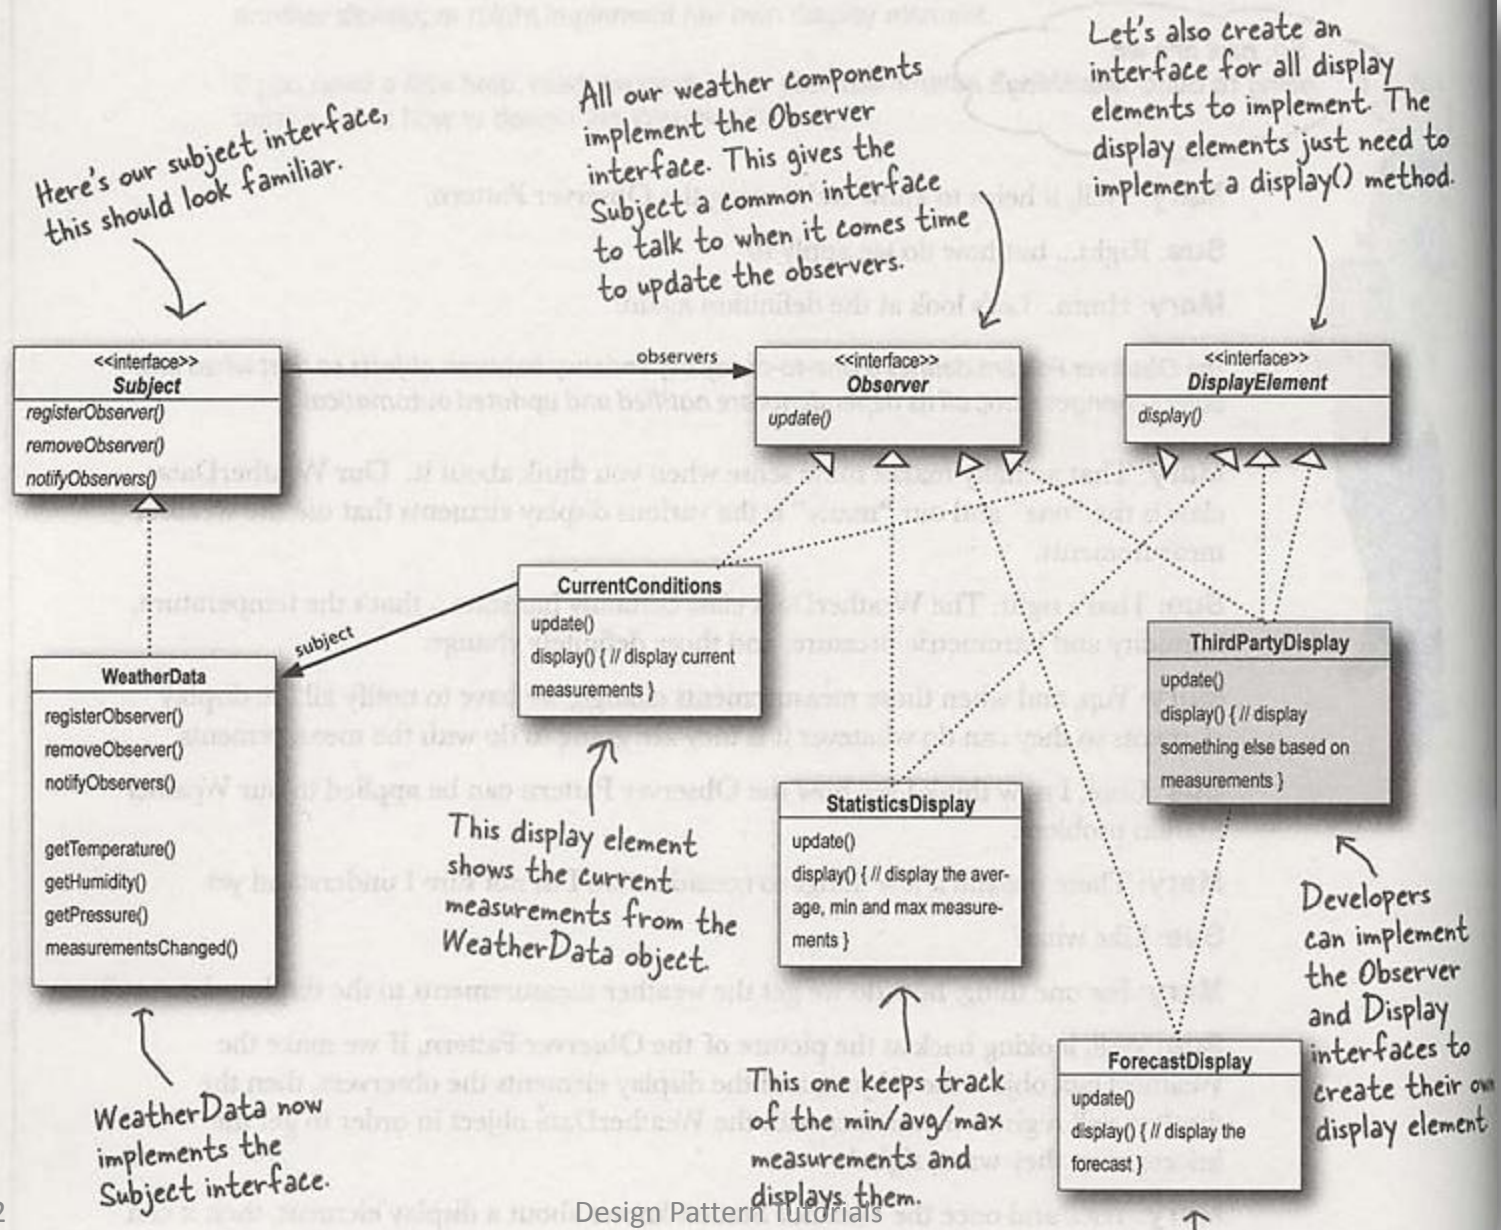 Here's our subject interface,
this should look familiar.
All our weather components
implement the Observer
interface. This gives the
Subject a common interface
to talk to when it comes time
to update the observers.
Let's also create an
interface for all display
elements to implement. The
display elements just need to
implement a display() method.
<<interface>>
Subject
registerObserver()
removeObserver()
notifyObservers()
observers
<<interface>>
Observer
update()
<<interface>>
DisplayElement
display()
subject
WeatherData
registerObserver()
removeObserver()
notifyObservers()
getTemperature()
getHumidity()
getPressure()
measurementsChanged()
CurrentConditions
update()
display() { // display current
measurements }
ThirdPartyDisplay
update()
display() { // display
something else based on
measurements }
StatisticsDisplay
update()
display() { // display the aver-
age, min and max measure-
ments }
This display element
shows the current
measurements from the
WeatherData object.
Developers
can implement
the Observer
and Display
interfaces to
create their own
display element
ForecastDisplay
update()
display() { // display the
forecast }
WeatherData now
implements the
Subject interface.
This one keeps track
of the min/avg/max
measurements and
displays them.
2
Design Pattern Tutorials